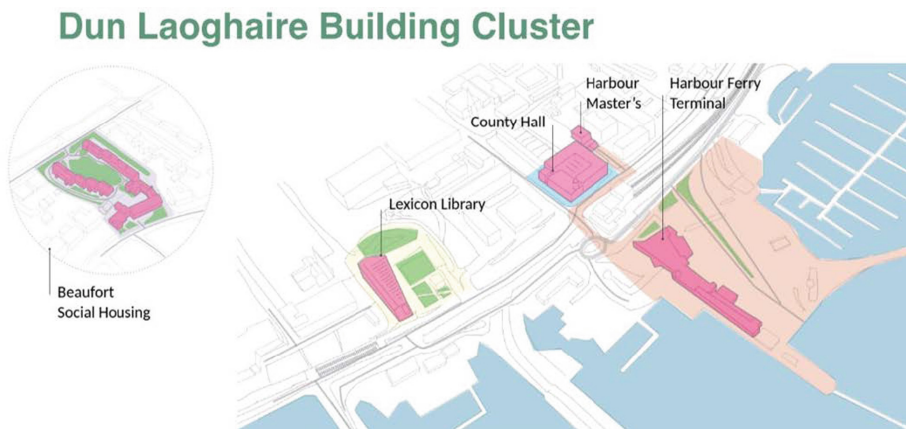 Dun Laoghaire Building Cluster
Harbour
Master's
Harbour Ferry
Terminal
County Hall
Lexicon Library
Beaufort
Social Housing